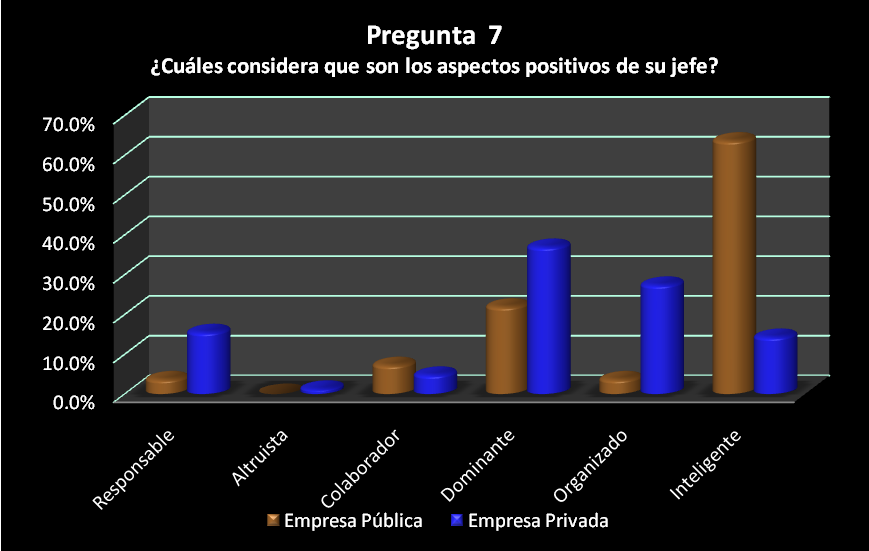 Pregunta 7
¿Cuáles considera que son los aspectos positivos de su jefe?
70.0%
60.0%
50.0%
40.0%
30.0%
20.0%
10.0%
0.0%
Responsable
Altruista
Colaborador
Dominante
Organizado
Inteligente
Empresa Pública
Empresa Privada